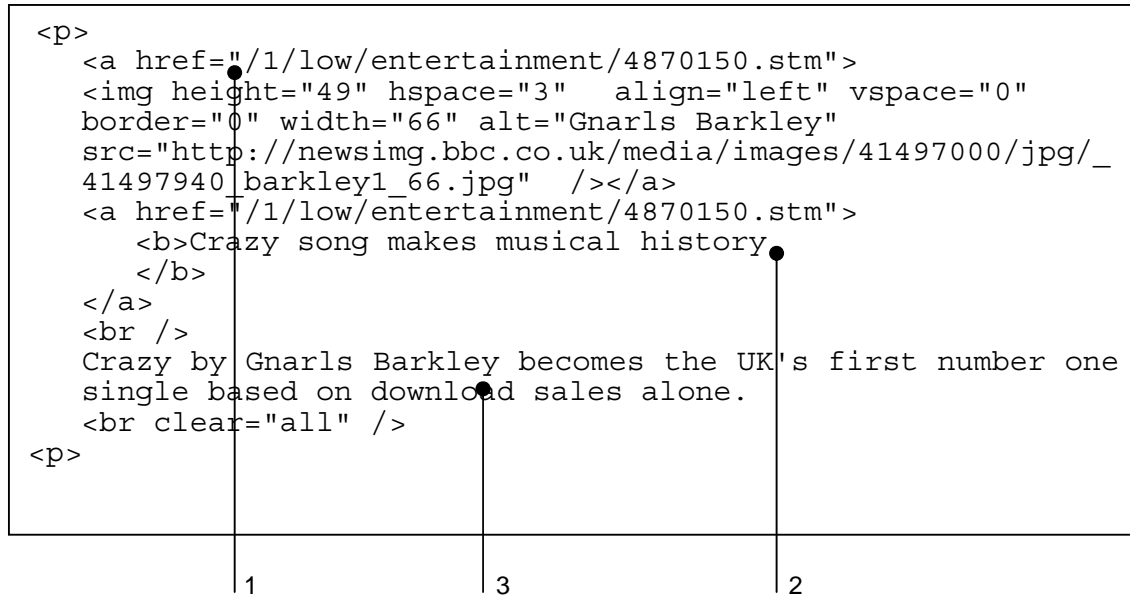 <p>
<a href="/1/low/entertainment/4870150.stm">
<img height="49" hspace="3" align="left" vspace="0"
border="0" width="66" alt="Gnarls Barkley"
src="http://newsimg.bbc.co.uk/media/images/41497000/jpg/_
41497940_barkley1_66.jpg" /></a>
<a href="/1/low/entertainment/4870150.stm">
<b>Crazy song makes musical history
</b>
</a>
<br />
Crazy by Gnarls Barkley becomes the UK's first number one
single based on download sales alone.
<br clear="all" />
<p>
1 3 2